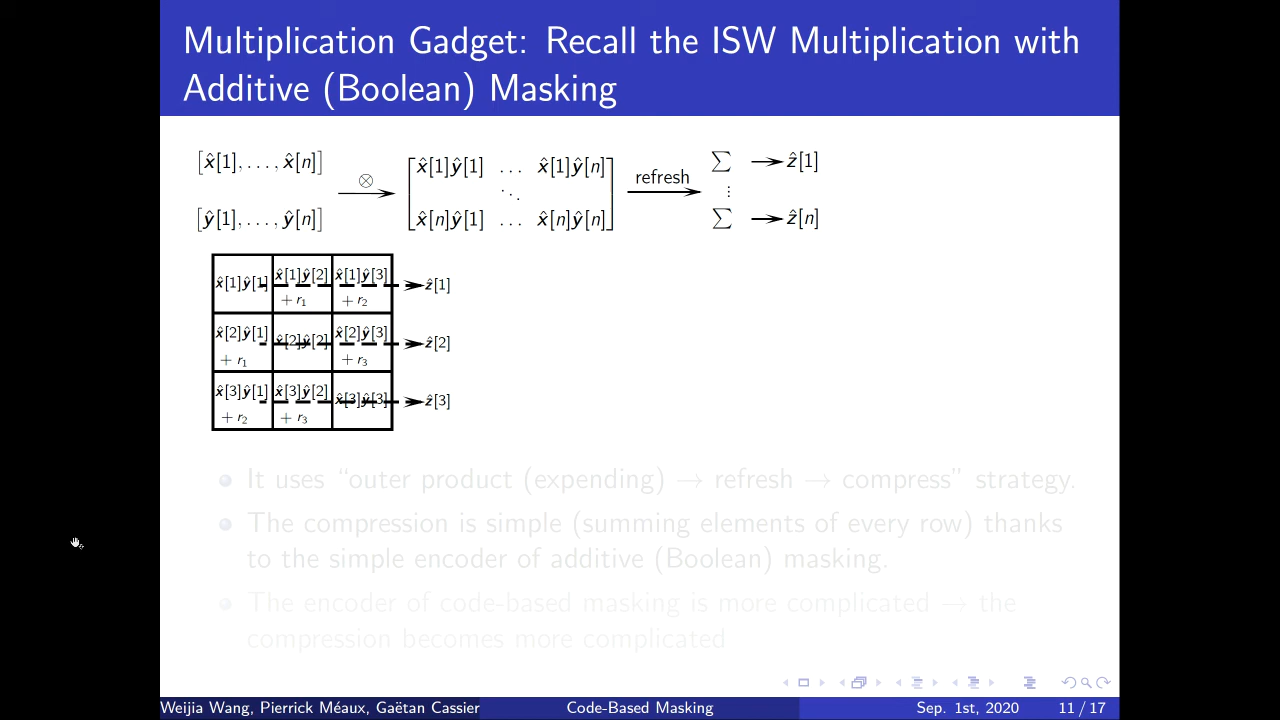 Multiplication Gadget: Recall the ISW Multiplication with
Additive (Boolean) Masking
[x̂[1], . . . , x̂[n]]
[ŷ[1], . . . , ŷ[n]]
⊗
x̂[1]ŷ[1] . . . x̂[1]ŷ[n]
⋱
x̂[n]ŷ[1] . . . x̂[n]ŷ[n]
refresh
∑ → ẑ[1]
⋮
∑ → ẑ[n]
x̂[1]ŷ[1] x̂[1]ŷ[2] x̂[1]ŷ[3] ẑ[1]
+ r₁ + r₂
x̂[2]ŷ[1] x̂[2]ŷ[2] x̂[2]ŷ[3] ẑ[2]
+ r₁ + r₃
x̂[3]ŷ[1] x̂[3]ŷ[2] x̂[3]ŷ[3] ẑ[3]
+ r₂ + r₃
It uses “outer product (expending) → refresh → compress” strategy.
The compression is simple (summing elements of every row) thanks
to the simple encoder of additive (Boolean) masking.
The encoder of code-based masking is more complicated → the
compression becomes more complicated
Weijia Wang, Pierrick Méaux, Gaëtan Cassier Code-Based Masking Sep. 1st, 2020 11 / 17